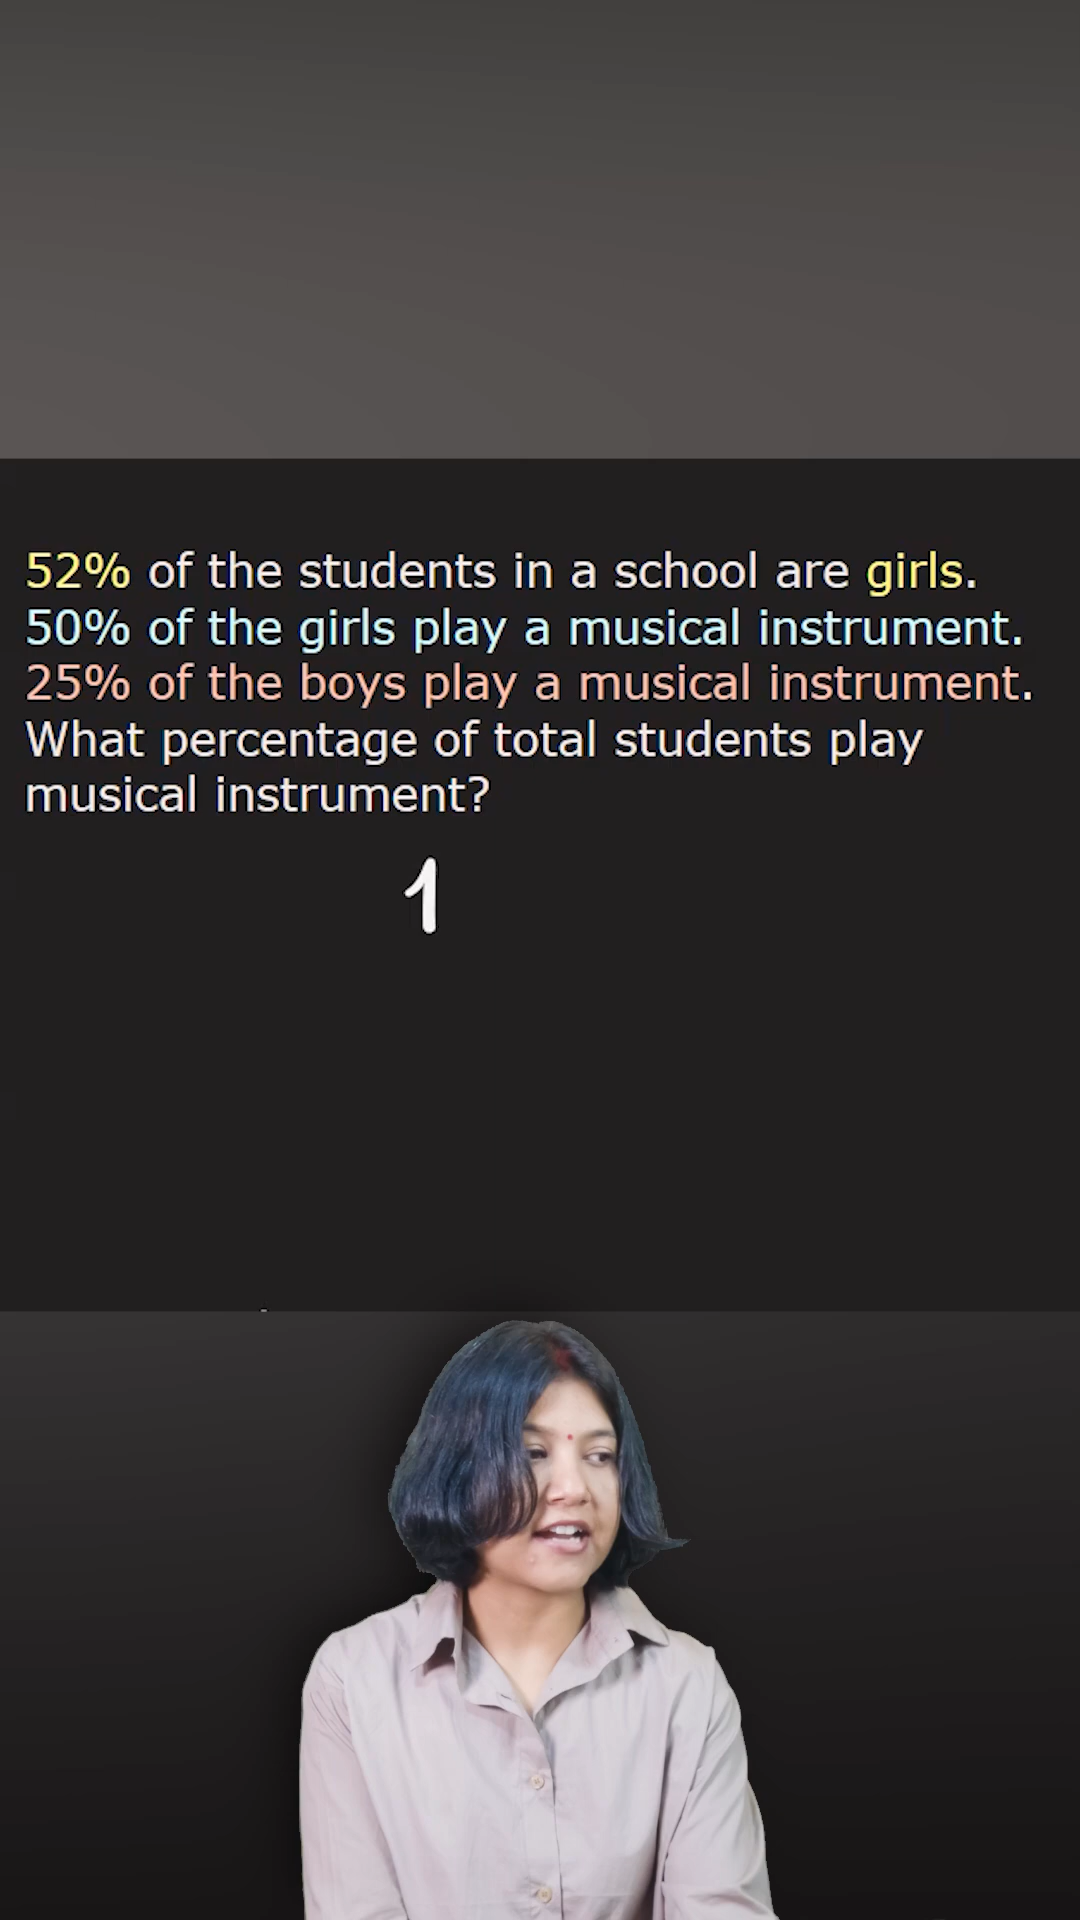 52% of the students in a school are girls.
50% of the girls play a musical instrument.
25% of the boys play a musical instrument.
What percentage of total students play
musical instrument?
1